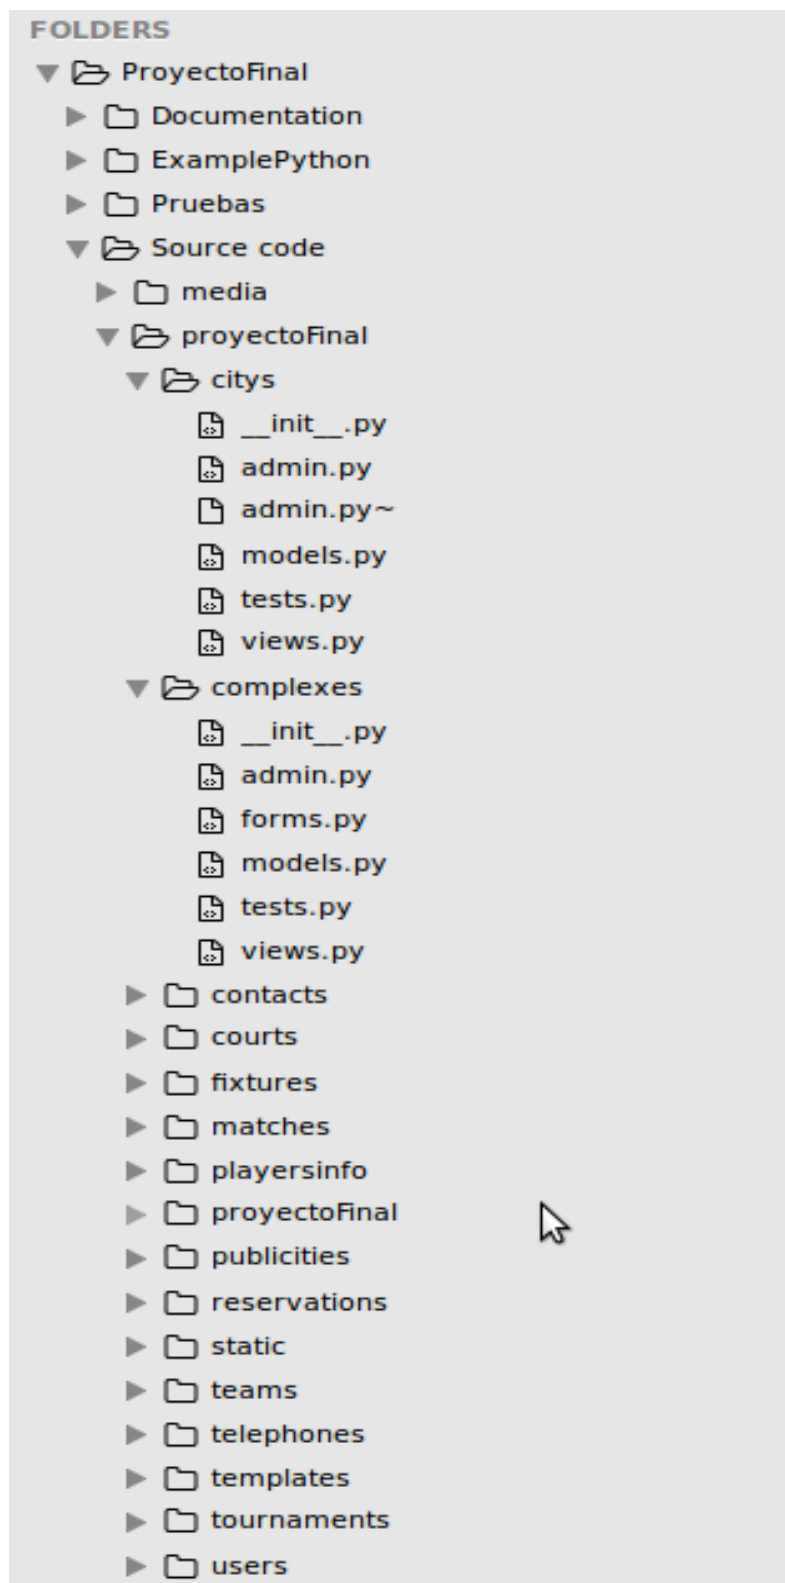 FOLDERS
ProyectoFinal
Documentation
ExamplePython
Pruebas
Source code
media
proyectoFinal
citys
__init__.py
admin.py
admin.py~
models.py
tests.py
views.py
complexes
__init__.py
admin.py
forms.py
models.py
tests.py
views.py
contacts
courts
fixtures
matches
playersinfo
proyectoFinal
publicities
reservations
static
teams
telephones
templates
tournaments
users